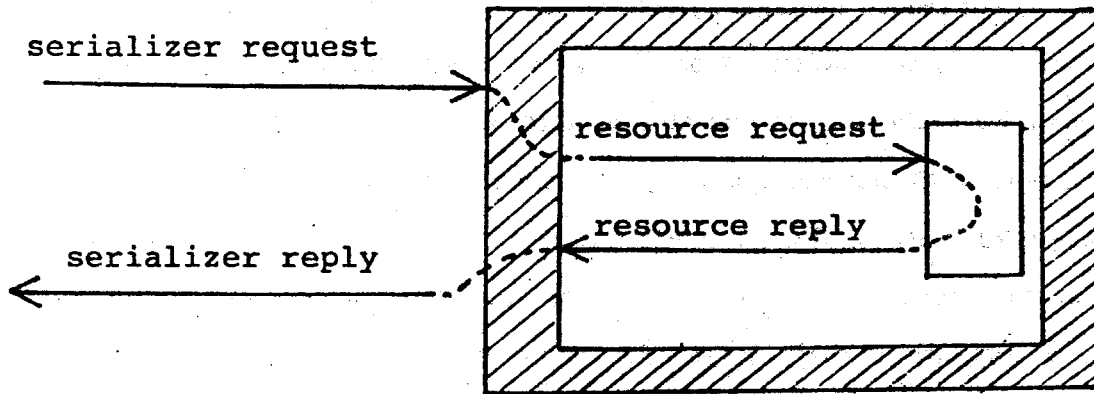 serializer request
resource request
resource reply
serializer reply